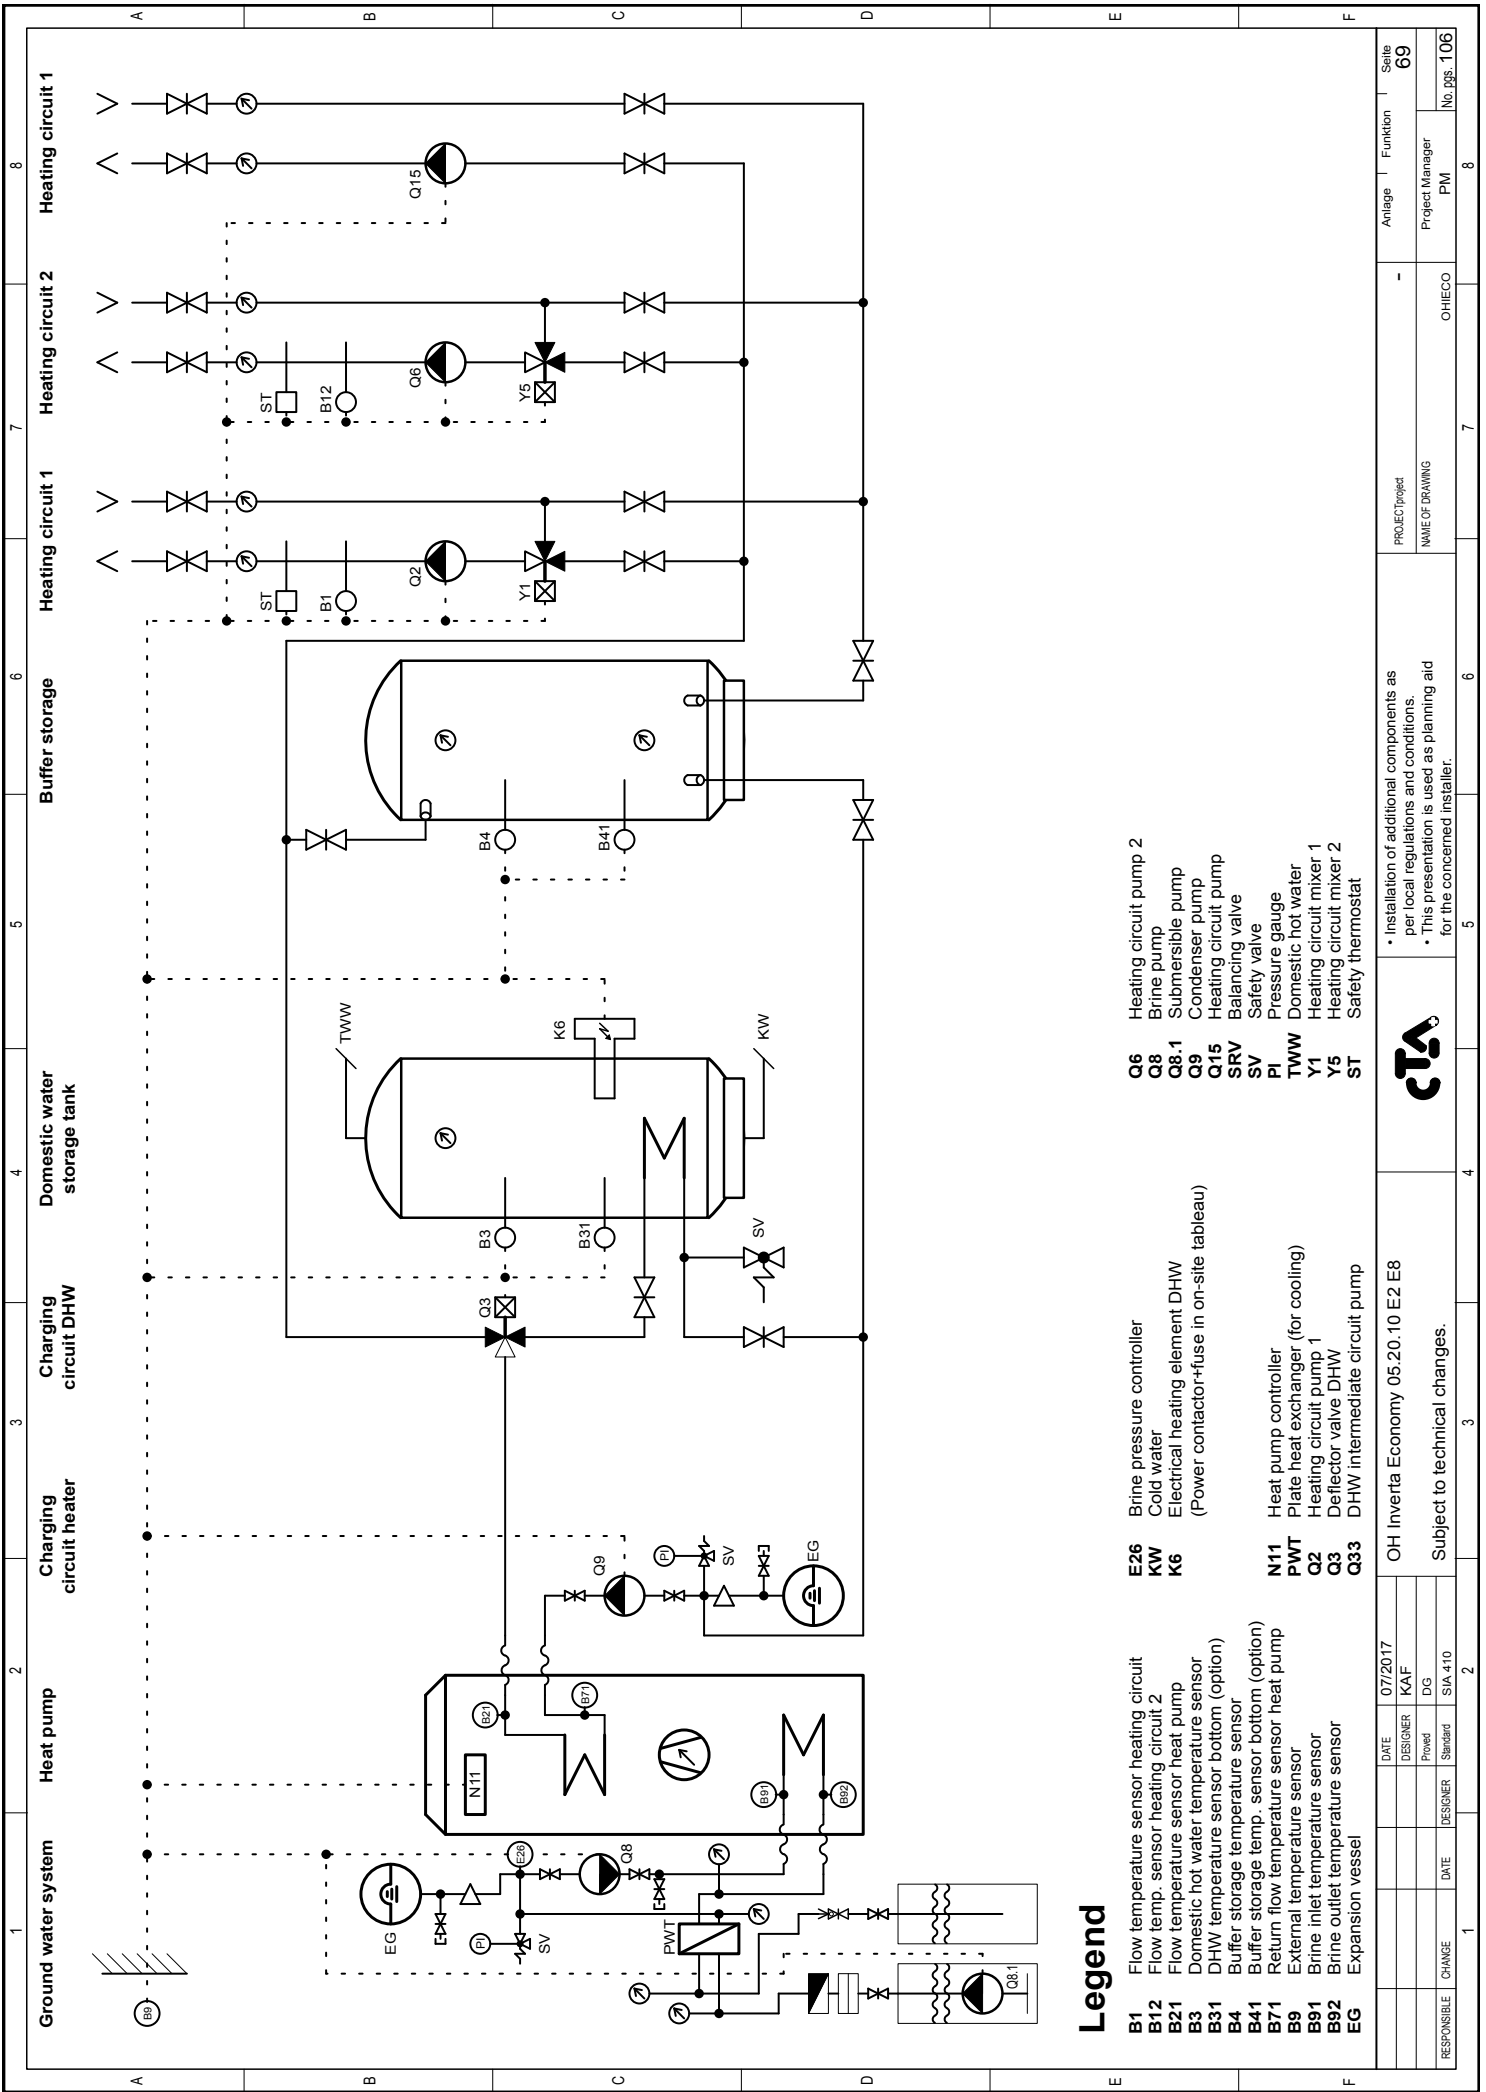 1 2 3 4 5 6 7 8
A
B
C
D
E
F
Ground water system
Heat pump
Charging
circuit heater
Charging
circuit DHW
Domestic water
storage tank
Buffer storage
Heating circuit 1
Heating circuit 2
Heating circuit 1
B9
EG
PI
SV
E26
Q8
PWT
Q8.1
N11
B21
B71
B91
B92
Q9
PI
SV
EG
Q3
B3
B31
SV
TWW
K6
KW
B4
B41
ST
B1
Q2
Y1
ST
B12
Q6
Y5
Q15
Legend
B1 Flow temperature sensor heating circuit
B12 Flow temp. sensor heating circuit 2
B21 Flow temperature sensor heat pump
B3 Domestic hot water temperature sensor
B31 DHW temperature sensor bottom (option)
B4 Buffer storage temperature sensor
B41 Buffer storage temp. sensor bottom (option)
B71 Return flow temperature sensor heat pump
B9 External temperature sensor
B91 Brine inlet temperature sensor
B92 Brine outlet temperature sensor
EG Expansion vessel
E26 Brine pressure controller
KW Cold water
K6 Electrical heating element DHW
(Power contactor+fuse in on-site tableau)
N11 Heat pump controller
PWT Plate heat exchanger (for cooling)
Q2 Heating circuit pump 1
Q3 Deflector valve DHW
Q33 DHW intermediate circuit pump
Q6 Heating circuit pump 2
Q8 Brine pump
Q8.1 Submersible pump
Q9 Condenser pump
Q15 Heating circuit pump
SRV Balancing valve
SV Safety valve
PI Pressure gauge
TWW Domestic hot water
Y1 Heating circuit mixer 1
Y5 Heating circuit mixer 2
ST Safety thermostat
RESPONSIBLE CHANGE DATE DESIGNER
DATE 07/2017
DESIGNER KAF
Proved DG
Standard SIA 410
OH Inverta Economy 05.20.10 E2 E8
Subject to technical changes.
CTA
• Installation of additional components as
per local regulations and conditions.
• This presentation is used as planning aid
for the concerned installer.
PROJECTproject -
NAME OF DRAWING OHIECO
Anlage Funktion Seite
69
Project Manager
PM
No. pgs. 106
1 2 3 4 5 6 7 8
A
B
C
D
E
F